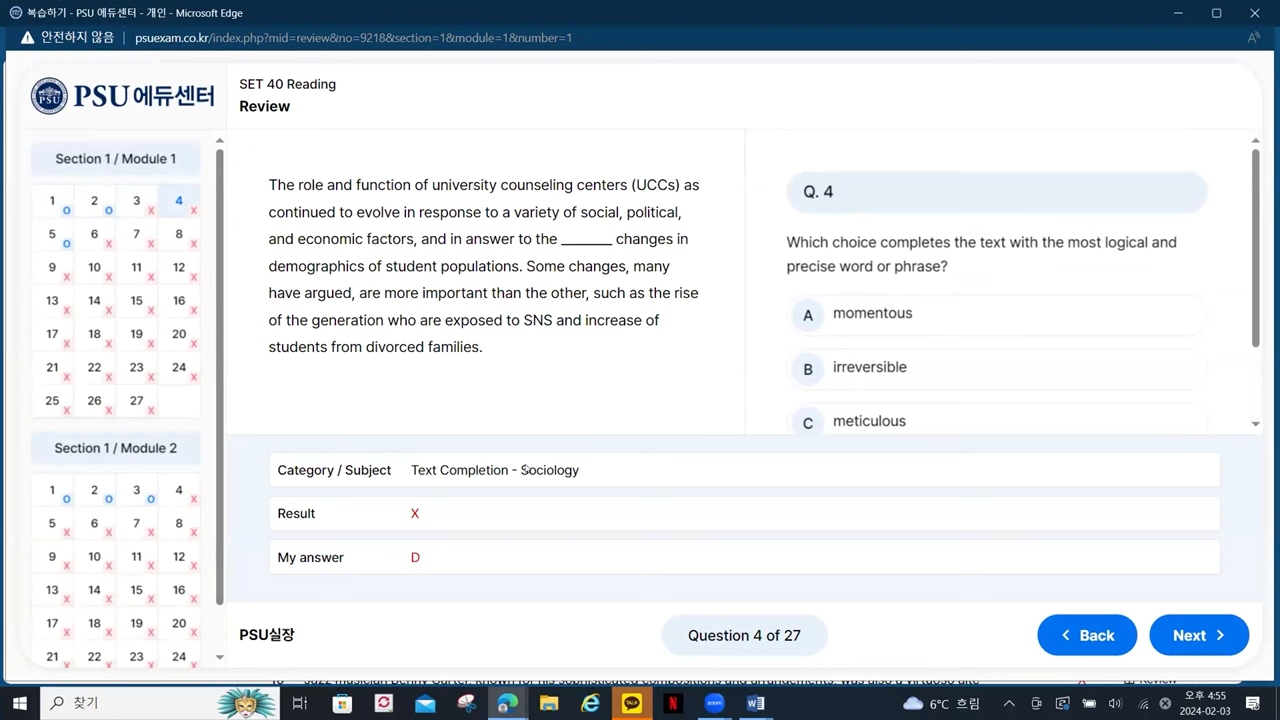 복습하기 - PSU 에듀센터 - 개인 - Microsoft Edge
안전하지 않음 psuexam.co.kr/index.php?mid=review&no=9218&section=1&module=1&number=1
PSU 에듀센터
SET 40 Reading
Review
Section 1 / Module 1
1 O 2 O 3 X 4 X
5 O 6 X 7 X 8 X
9 X 10 X 11 X 12 X
13 X 14 X 15 X 16 X
17 X 18 X 19 X 20 X
21 X 22 X 23 X 24 X
25 X 26 X 27 X
Section 1 / Module 2
1 O 2 O 3 O 4 X
5 X 6 X 7 X 8 X
9 X 10 X 11 X 12 X
13 X 14 X 15 X 16 X
17 X 18 X 19 X 20 X
21 X 22 X 23 X 24 X
The role and function of university counseling centers (UCCs) as
continued to evolve in response to a variety of social, political,
and economic factors, and in answer to the _______ changes in
demographics of student populations. Some changes, many
have argued, are more important than the other, such as the rise
of the generation who are exposed to SNS and increase of
students from divorced families.
Q. 4
Which choice completes the text with the most logical and
precise word or phrase?
A momentous
B irreversible
C meticulous
Category / Subject Text Completion - Sociology
Result X
My answer D
PSU실장
Question 4 of 27
Back
Next
찾기
6°C 흐림
오후 4:55
2024-02-03